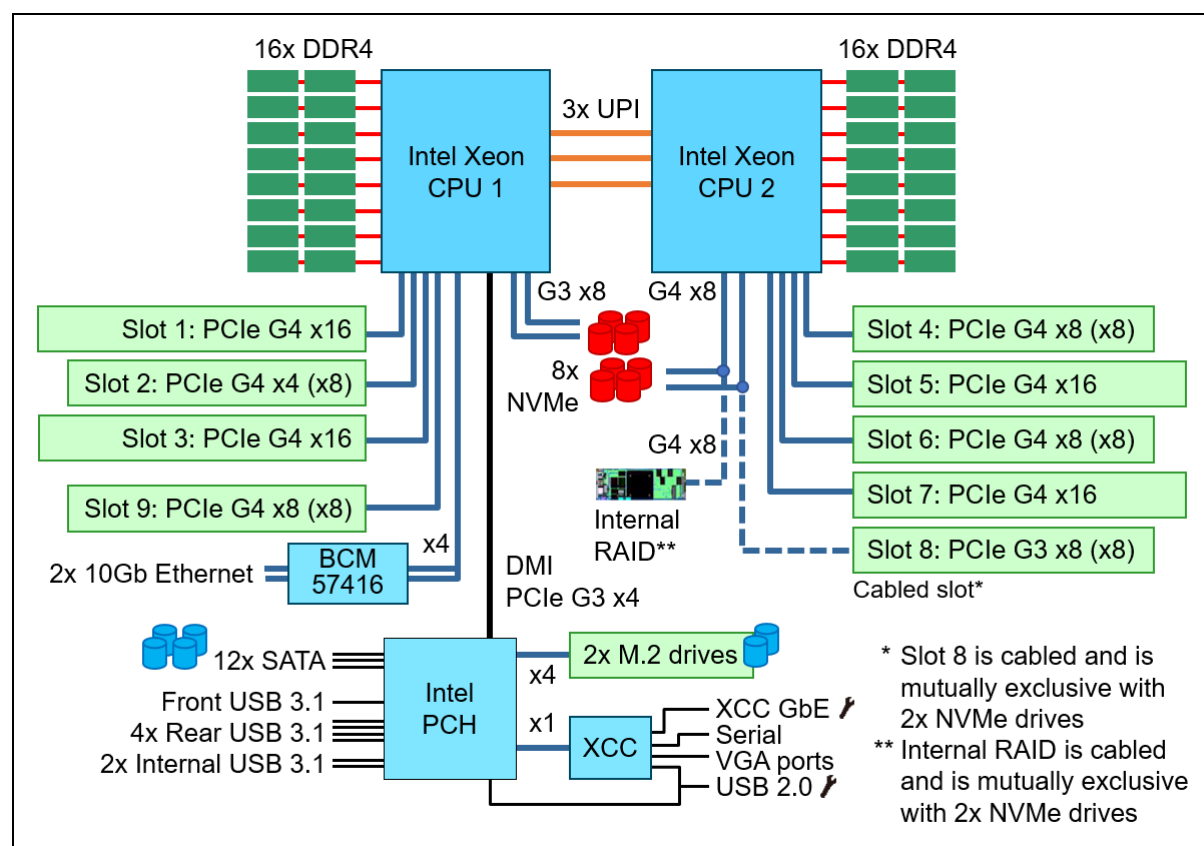 16x DDR4
16x DDR4
3x UPI
Intel Xeon
CPU 1
Intel Xeon
CPU 2
G3 x8
G4 x8
Slot 1: PCIe G4 x16
Slot 2: PCIe G4 x4 (x8)
Slot 3: PCIe G4 x16
Slot 9: PCIe G4 x8 (x8)
8x
NVMe
Slot 4: PCIe G4 x8 (x8)
Slot 5: PCIe G4 x16
Slot 6: PCIe G4 x8 (x8)
Slot 7: PCIe G4 x16
Slot 8: PCIe G3 x8 (x8)
Cabled slot*
G4 x8
Internal
RAID**
x4
BCM
57416
2x 10Gb Ethernet
DMI
PCIe G3 x4
12x SATA
Front USB 3.1
4x Rear USB 3.1
2x Internal USB 3.1
Intel
PCH
x4
2x M.2 drives
x1
XCC
XCC GbE
Serial
VGA ports
USB 2.0
* Slot 8 is cabled and is
mutually exclusive with
2x NVMe drives
** Internal RAID is cabled
and is mutually exclusive
with 2x NVMe drives